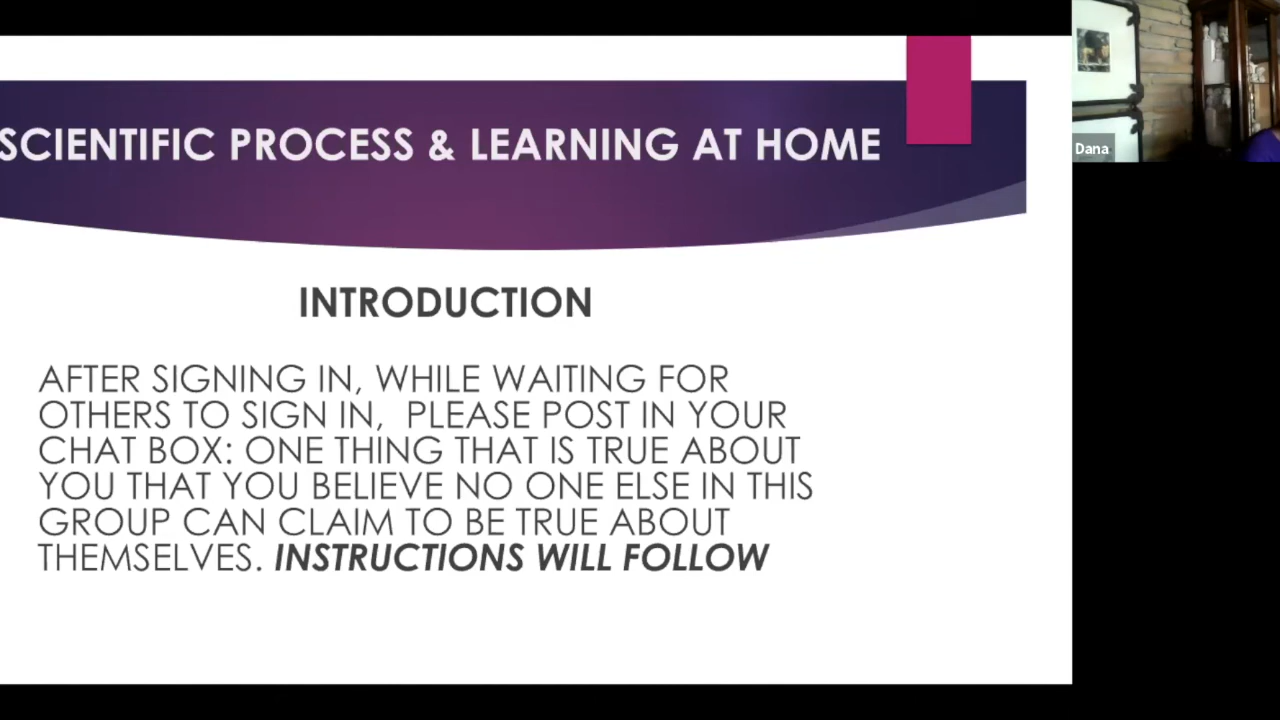 SCIENTIFIC PROCESS & LEARNING AT HOME
Dana
INTRODUCTION
AFTER SIGNING IN, WHILE WAITING FOR
OTHERS TO SIGN IN, PLEASE POST IN YOUR
CHAT BOX: ONE THING THAT IS TRUE ABOUT
YOU THAT YOU BELIEVE NO ONE ELSE IN THIS
GROUP CAN CLAIM TO BE TRUE ABOUT
THEMSELVES. INSTRUCTIONS WILL FOLLOW